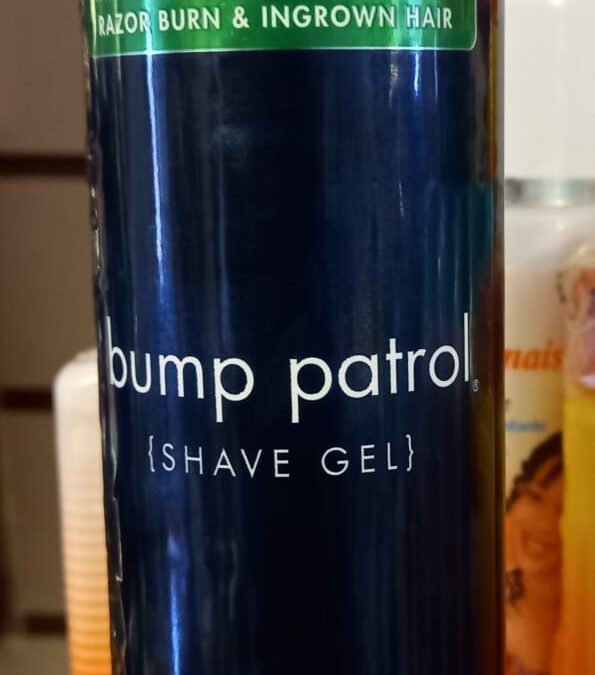 RAZOR BURN & INGROWN HAIR
bump patrol®
{SHAVE GEL}